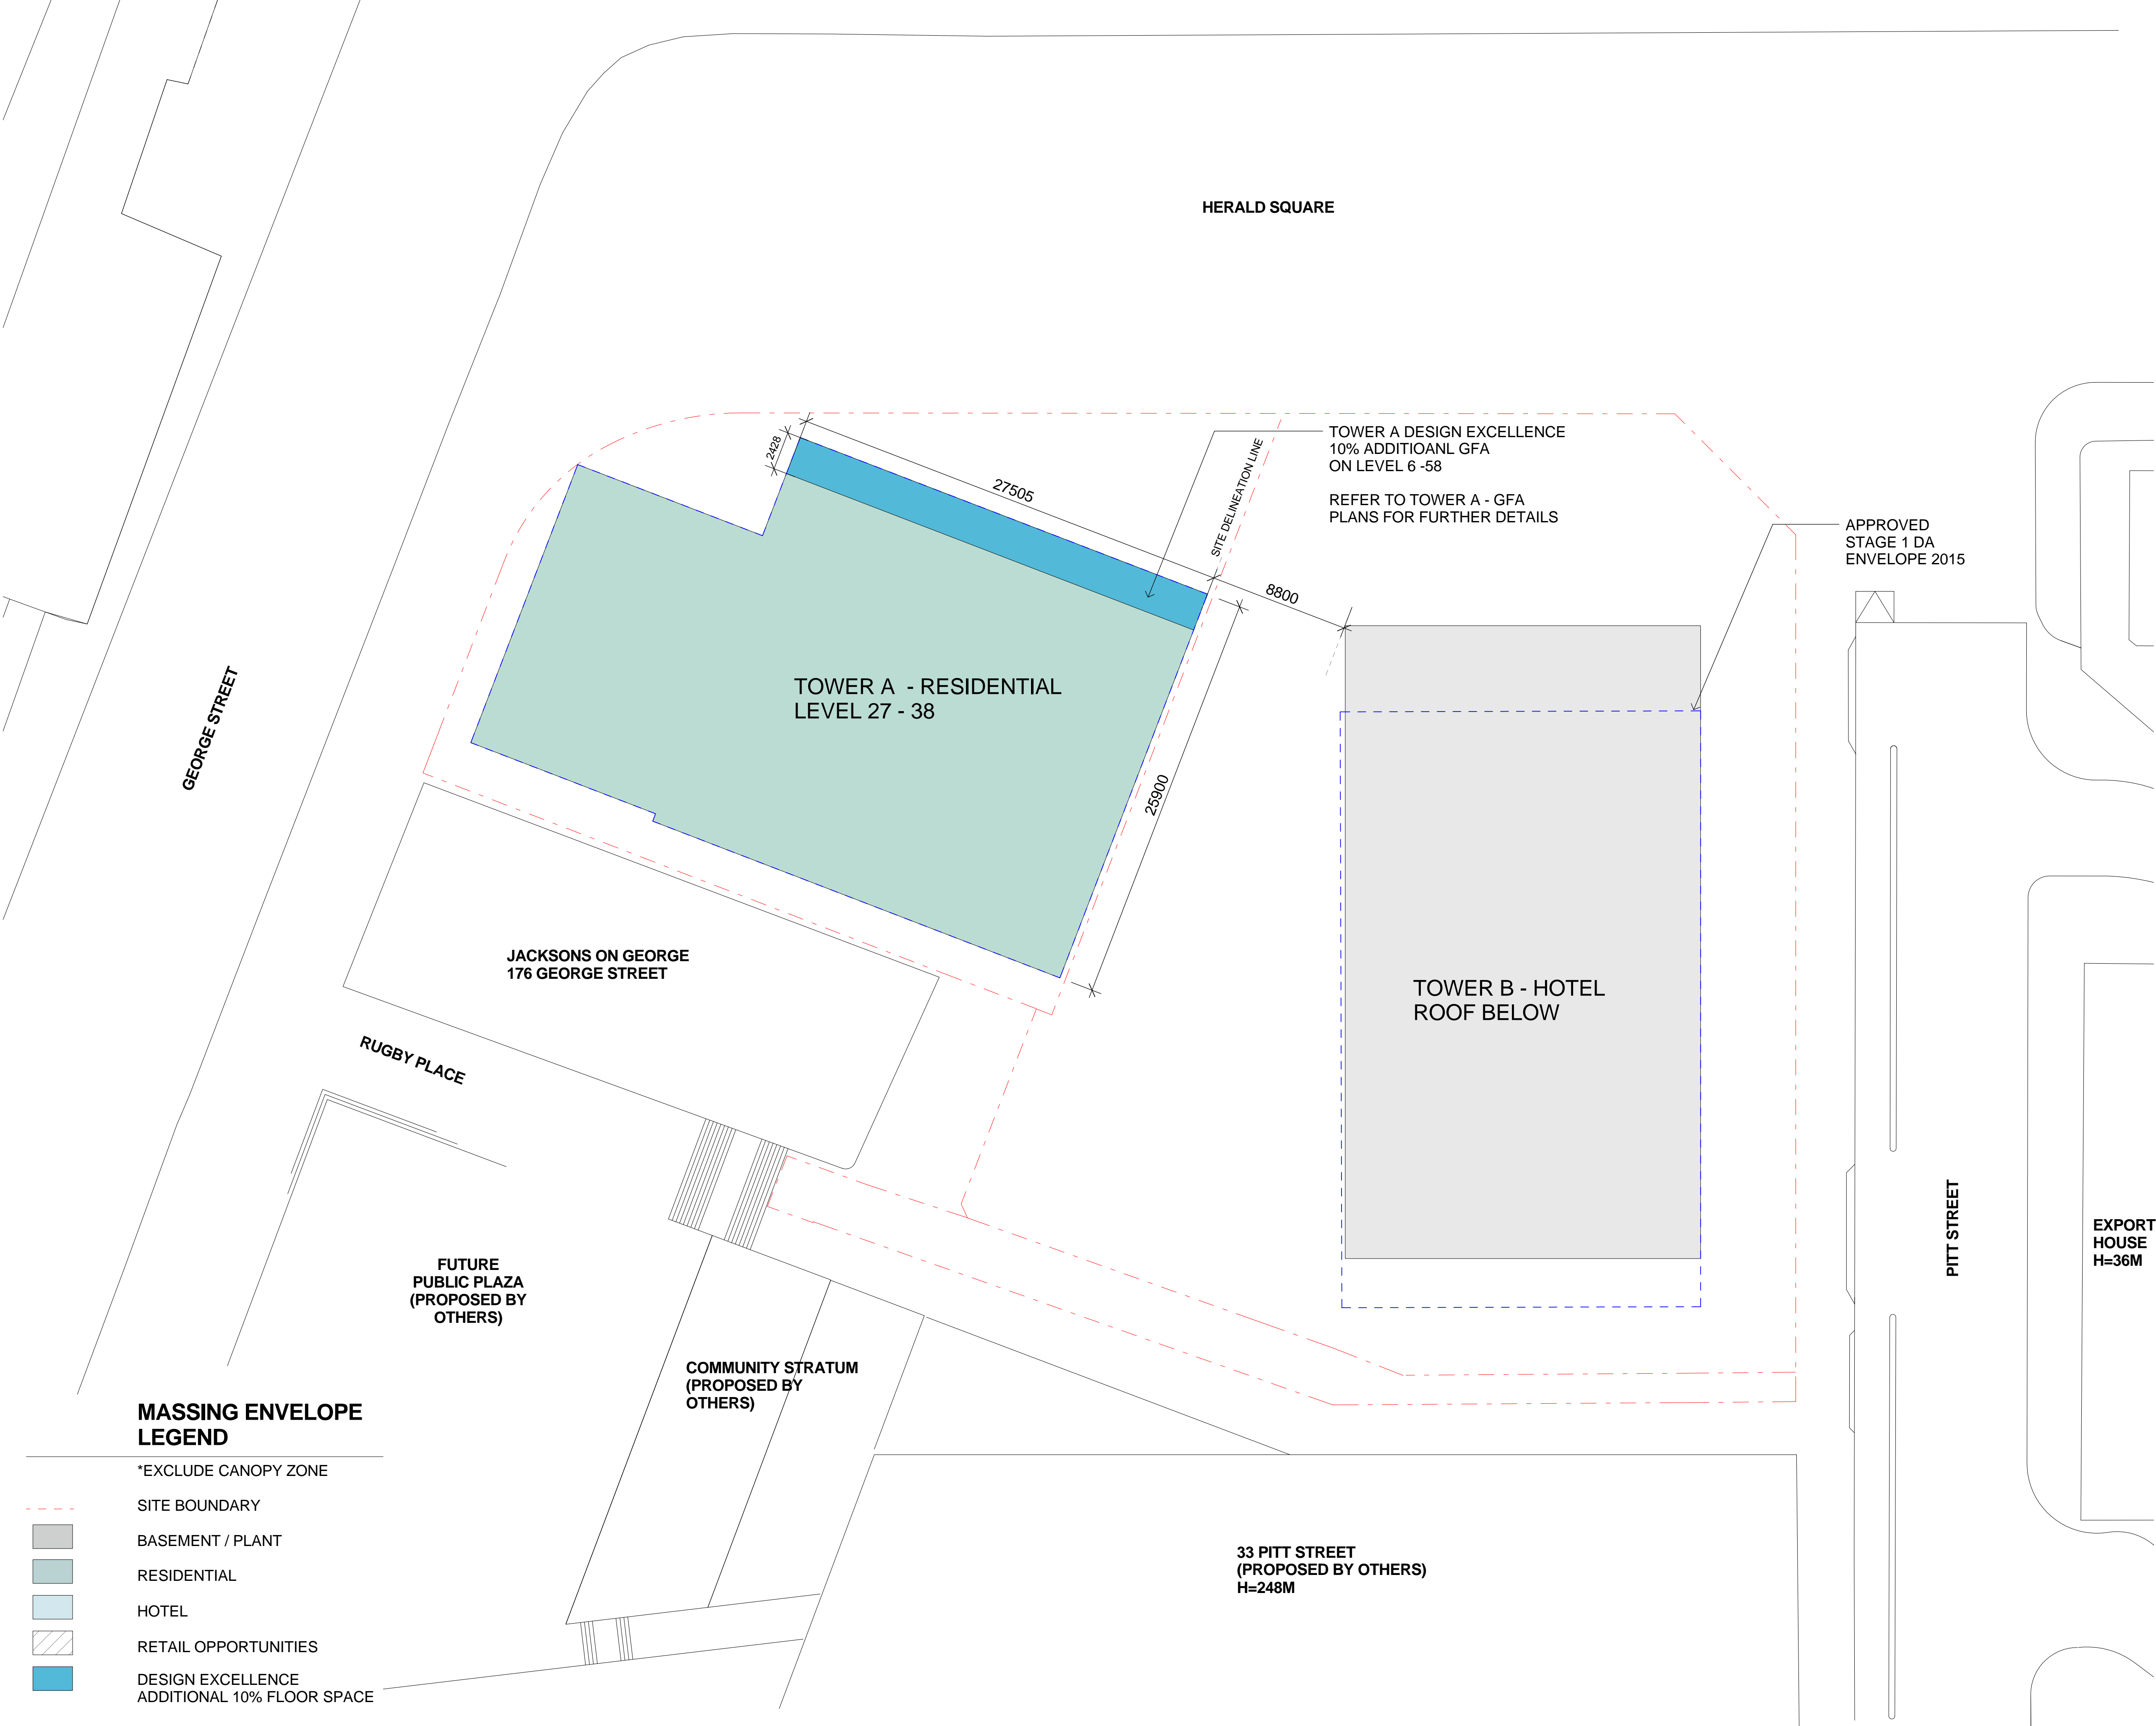 HERALD SQUARE
TOWER A DESIGN EXCELLENCE
10% ADDITIOANL GFA
ON LEVEL 6 -58
REFER TO TOWER A - GFA
PLANS FOR FURTHER DETAILS
2428
27505
SITE DELINEATION LINE
8800
APPROVED
STAGE 1 DA
ENVELOPE 2015
TOWER A - RESIDENTIAL
LEVEL 27 - 38
GEORGE STREET
25900
JACKSONS ON GEORGE
176 GEORGE STREET
TOWER B - HOTEL
ROOF BELOW
RUGBY PLACE
PITT STREET
EXPORT
HOUSE
H=36M
FUTURE
PUBLIC PLAZA
(PROPOSED BY
OTHERS)
COMMUNITY STRATUM
(PROPOSED BY
OTHERS)
33 PITT STREET
(PROPOSED BY OTHERS)
H=248M
MASSING ENVELOPE
LEGEND
*EXCLUDE CANOPY ZONE
SITE BOUNDARY
BASEMENT / PLANT
RESIDENTIAL
HOTEL
RETAIL OPPORTUNITIES
DESIGN EXCELLENCE
ADDITIONAL 10% FLOOR SPACE